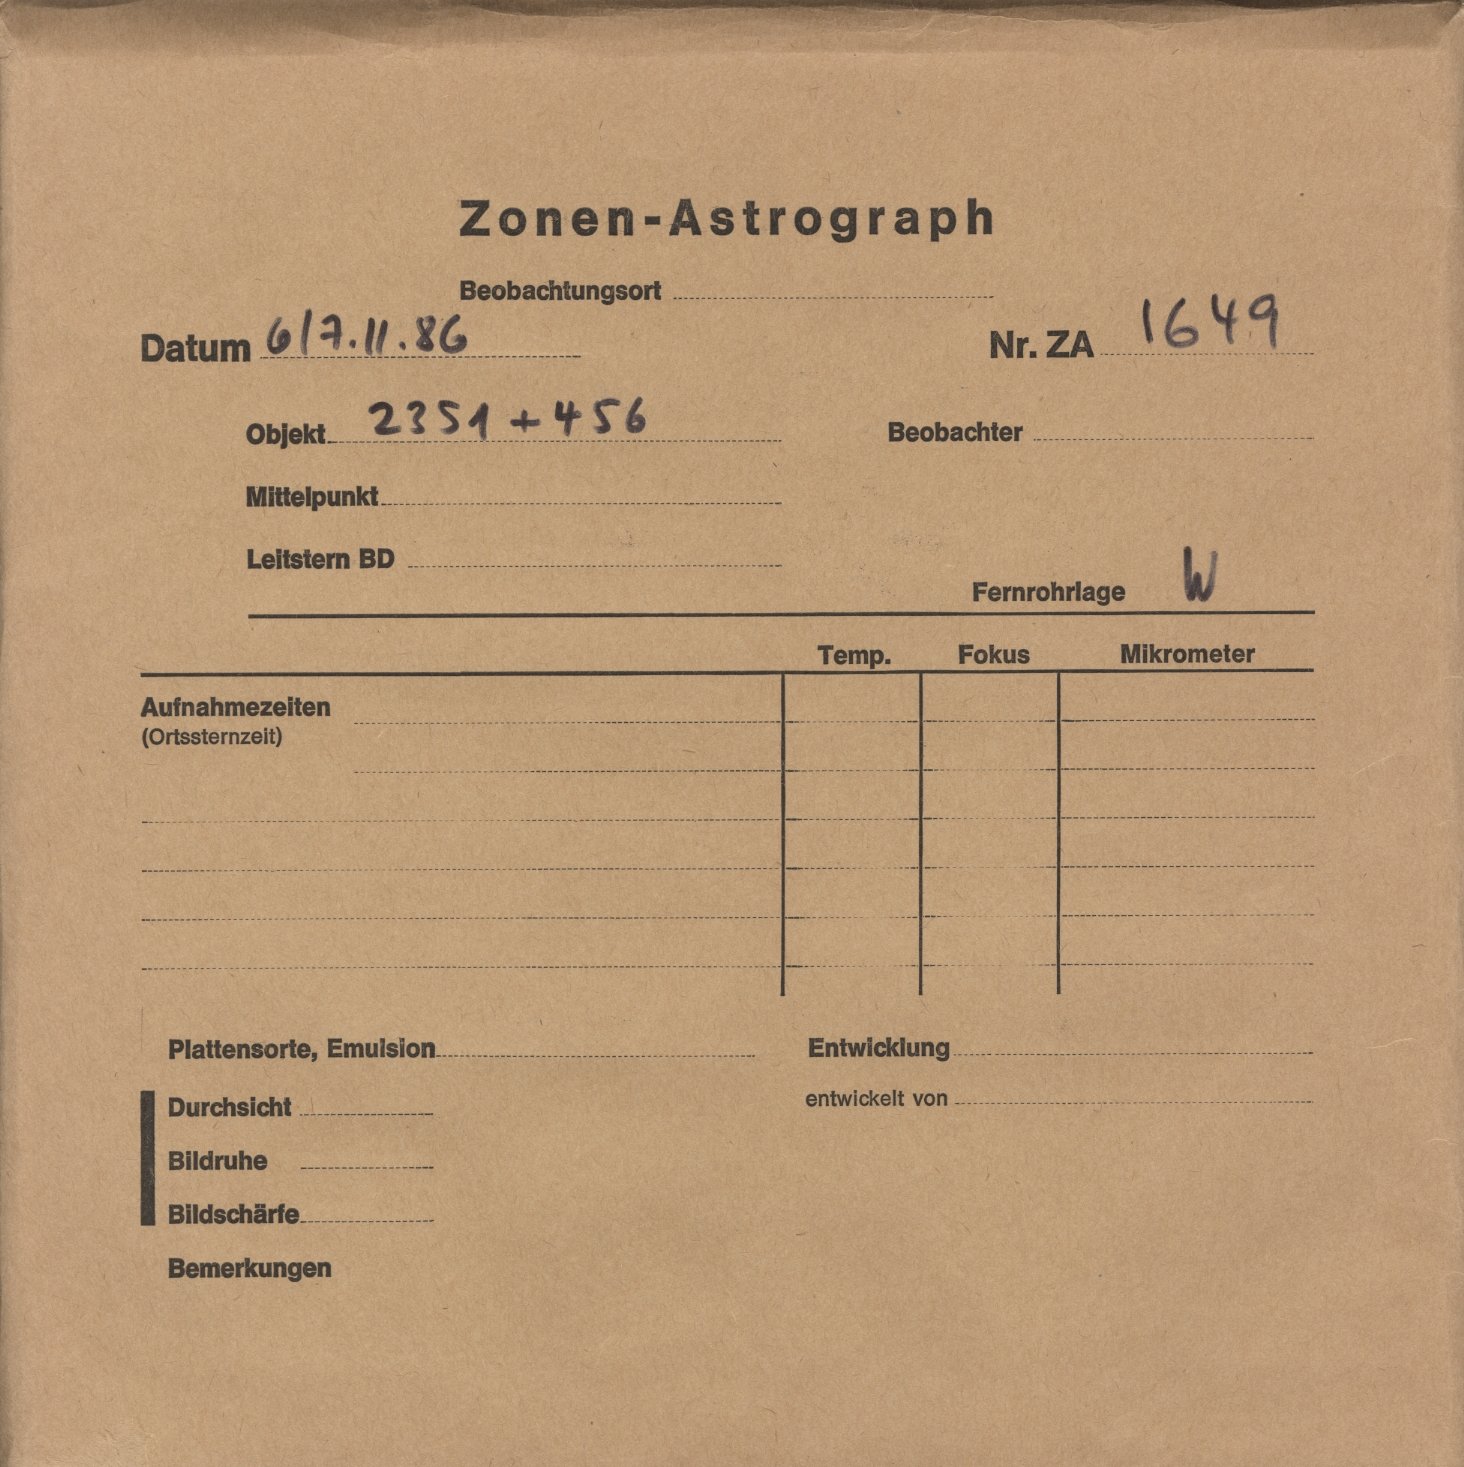 Zonen-Astrograph
Beobachtungsort
Datum 6/7.11.86 Nr. ZA 1649
Objekt 2351+456 Beobachter
Mittelpunkt
Leitstern BD
Fernrohrlage W
Temp. Fokus Mikrometer
Aufnahmezeiten
(Ortssternzeit)
Plattensorte, Emulsion Entwicklung
Durchsicht entwickelt von
Bildruhe
Bildschärfe
Bemerkungen